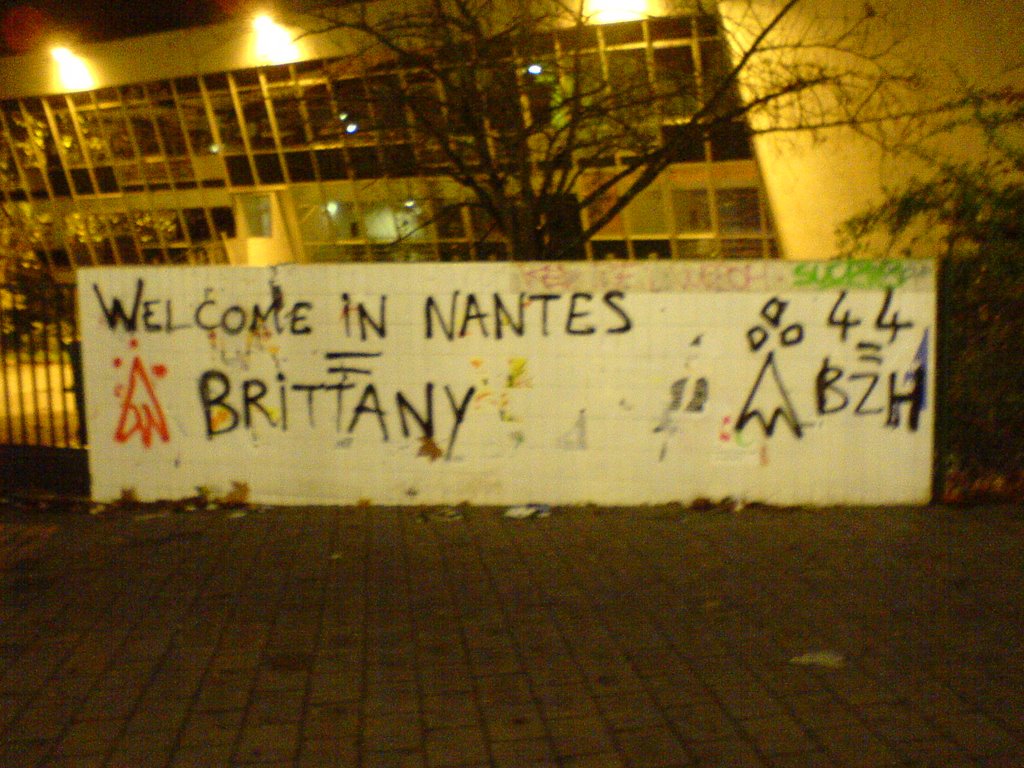 WELCOME IN NANTES
=
BRITTANY
44
=
BZH